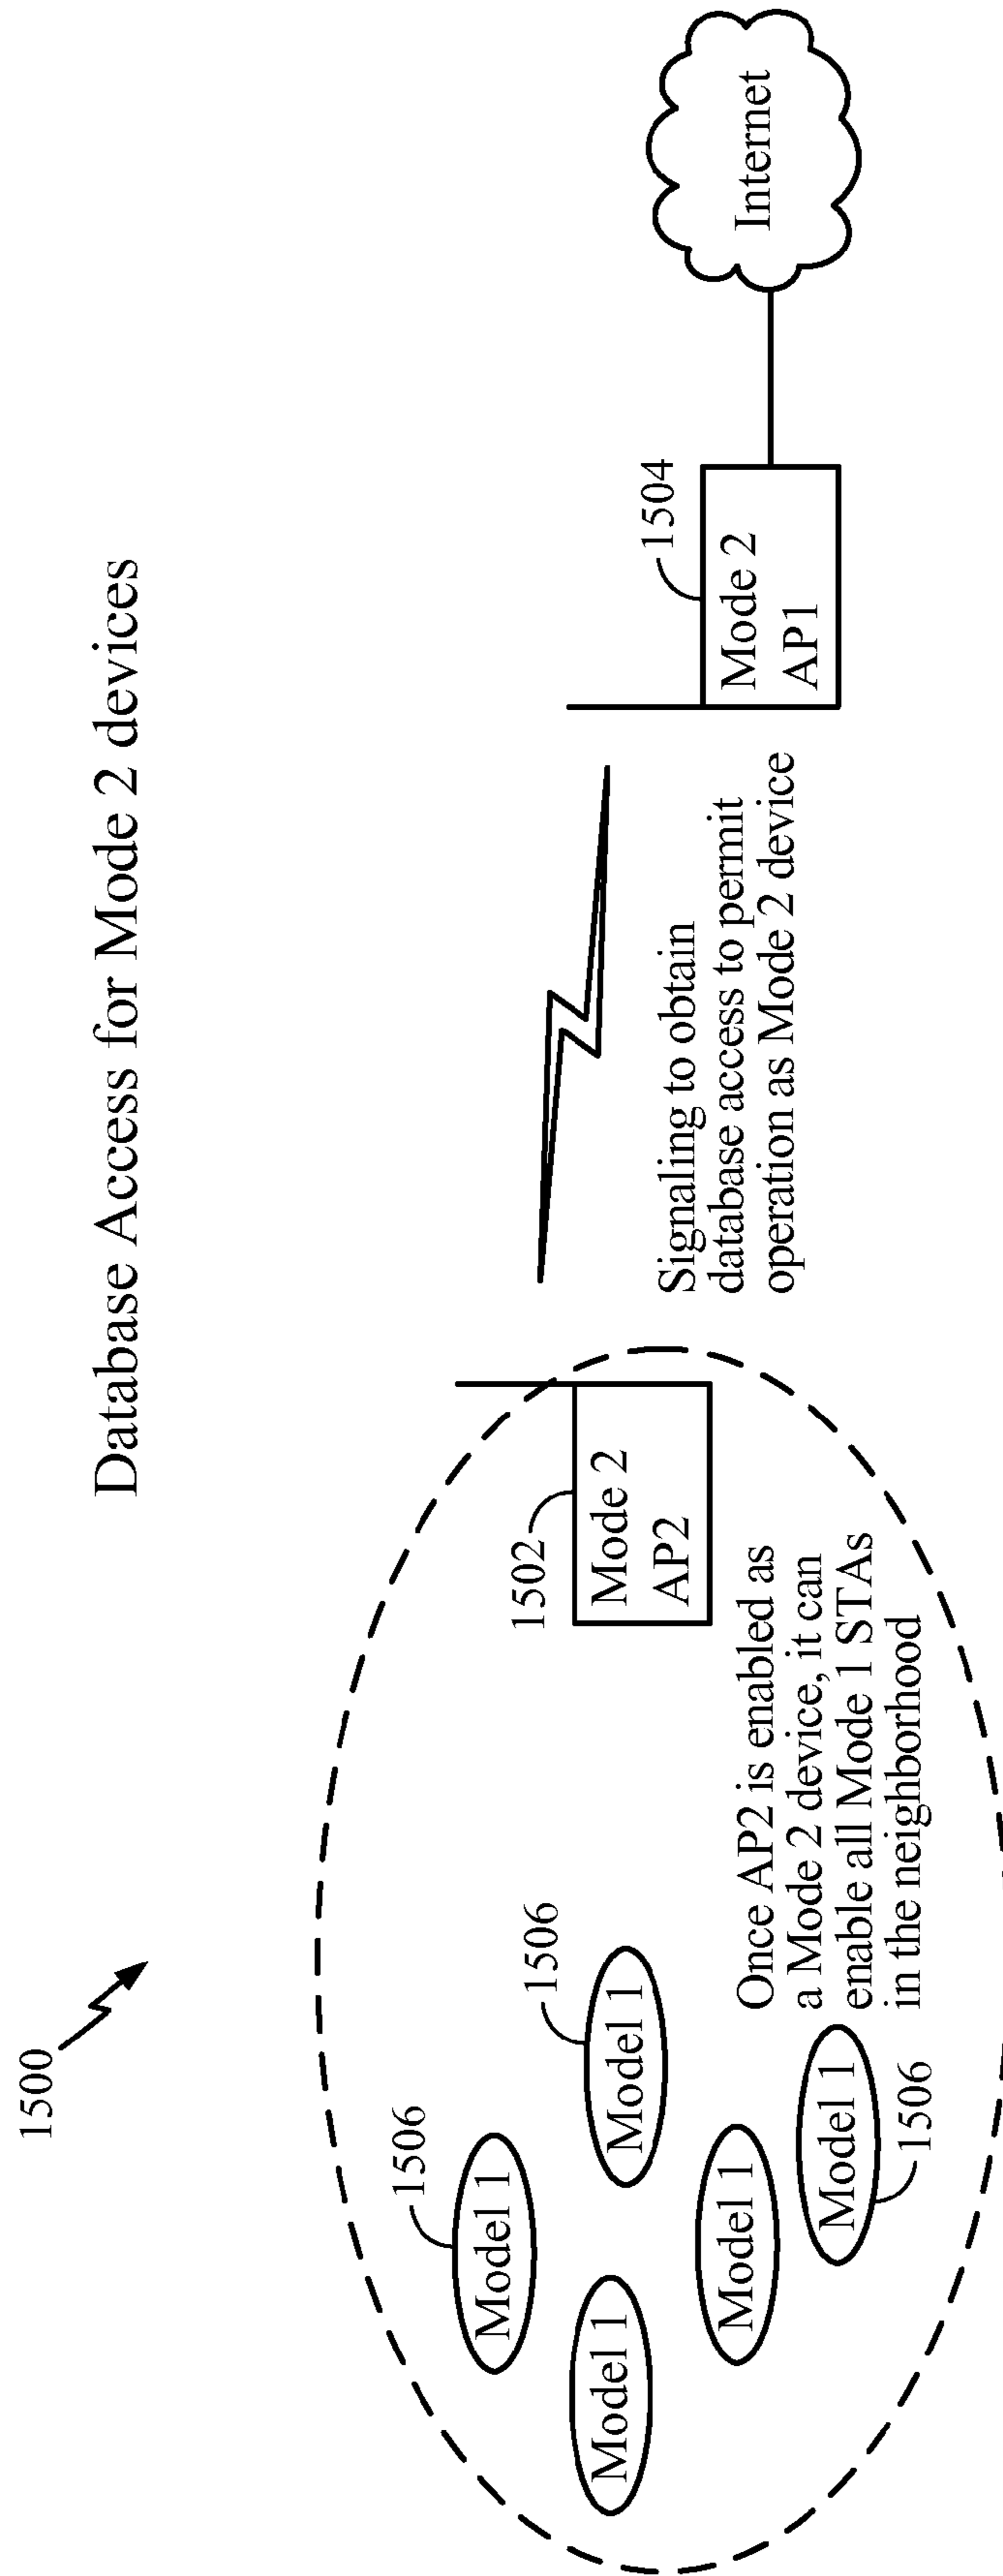 Database Access for Mode 2 devices
1500
1506
Model 1
1506
Model 1
Model 1
Model 1
Model 1
1506
1502
Mode 2
AP2
Once AP2 is enabled as
a Mode 2 device, it can
enable all Mode 1 STAs
in the neighborhood
Signaling to obtain
database access to permit
operation as Mode 2 device
1504
Mode 2
AP1
Internet